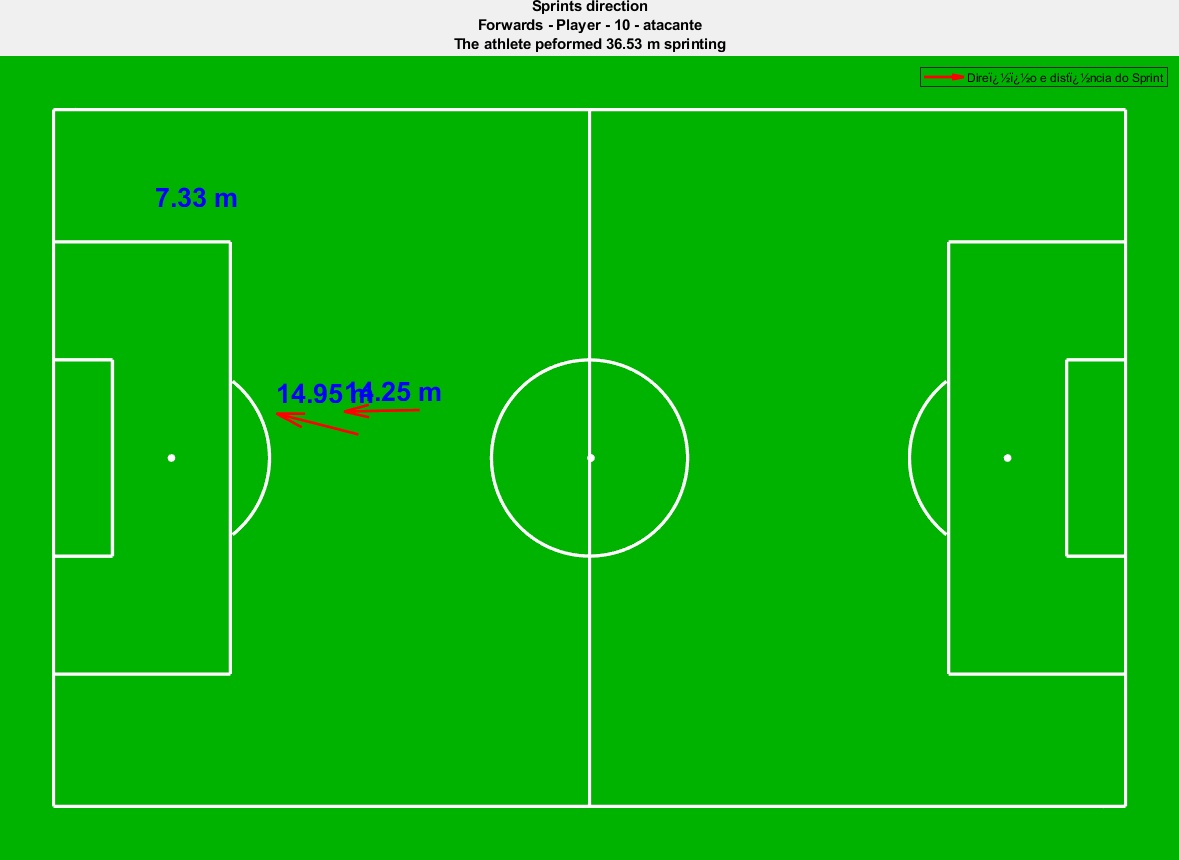 Sprints direction
Forwards - Player - 10 - atacante
The athlete peformed 36.53 m sprinting
Direï¿½ï¿½o e distï¿½ncia do Sprint
7.33 m
14.95 m
14.25 m